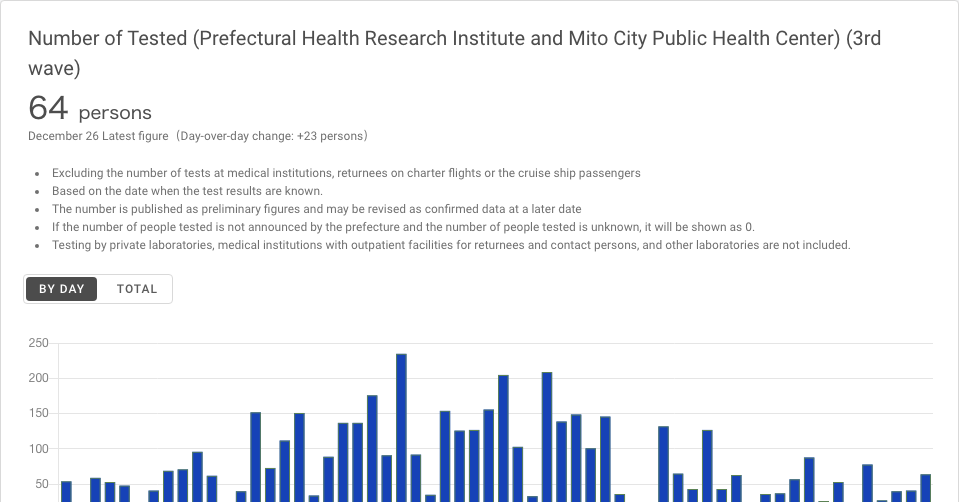 Number of Tested (Prefectural Health Research Institute and Mito City Public Health Center) (3rd
wave)
64 persons
December 26 Latest figure（Day-over-day change: +23 persons）
• Excluding the number of tests at medical institutions, returnees on charter flights or the cruise ship passengers
• Based on the date when the test results are known.
• The number is published as preliminary figures and may be revised as confirmed data at a later date
• If the number of people tested is not announced by the prefecture and the number of people tested is unknown, it will be shown as 0.
• Testing by private laboratories, medical institutions with outpatient facilities for returnees and contact persons, and other laboratories are not included.
BY DAY TOTAL
250
200
150
100
50